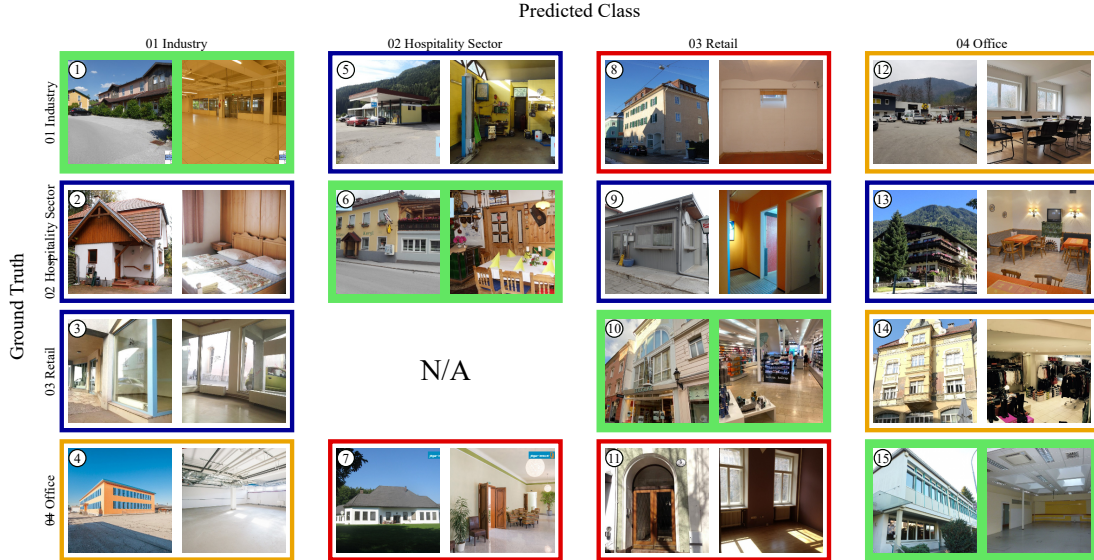 Predicted Class
01 Industry
02 Hospitality Sector
03 Retail
04 Office
Ground Truth
01 Industry
1
5
8
12
02 Hospitality Sector
2
6
9
13
03 Retail
3
N/A
10
14
04 Office
4
7
11
15